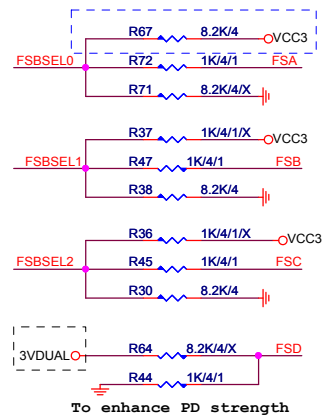 R67 8.2K/4 VCC3
FSBSEL0 R72 1K/4/1 FSA
R71 8.2K/4/X
R37 1K/4/1/X VCC3
FSBSEL1 R47 1K/4/1 FSB
R38 8.2K/4
R36 1K/4/1/X VCC3
FSBSEL2 R45 1K/4/1 FSC
R30 8.2K/4
3VDUAL R64 8.2K/4/X FSD
R44 1K/4/1
To enhance PD strength